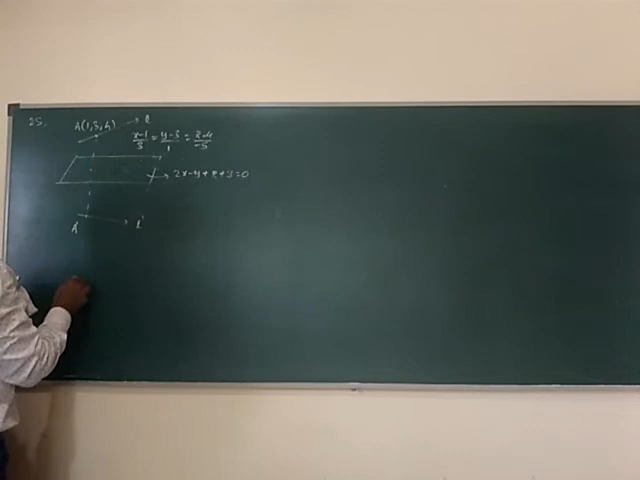 25.
A(1,3,4) l
x-1/3 = y-3/1 = z-4/-5
2x-y+z+3=0
A' l'